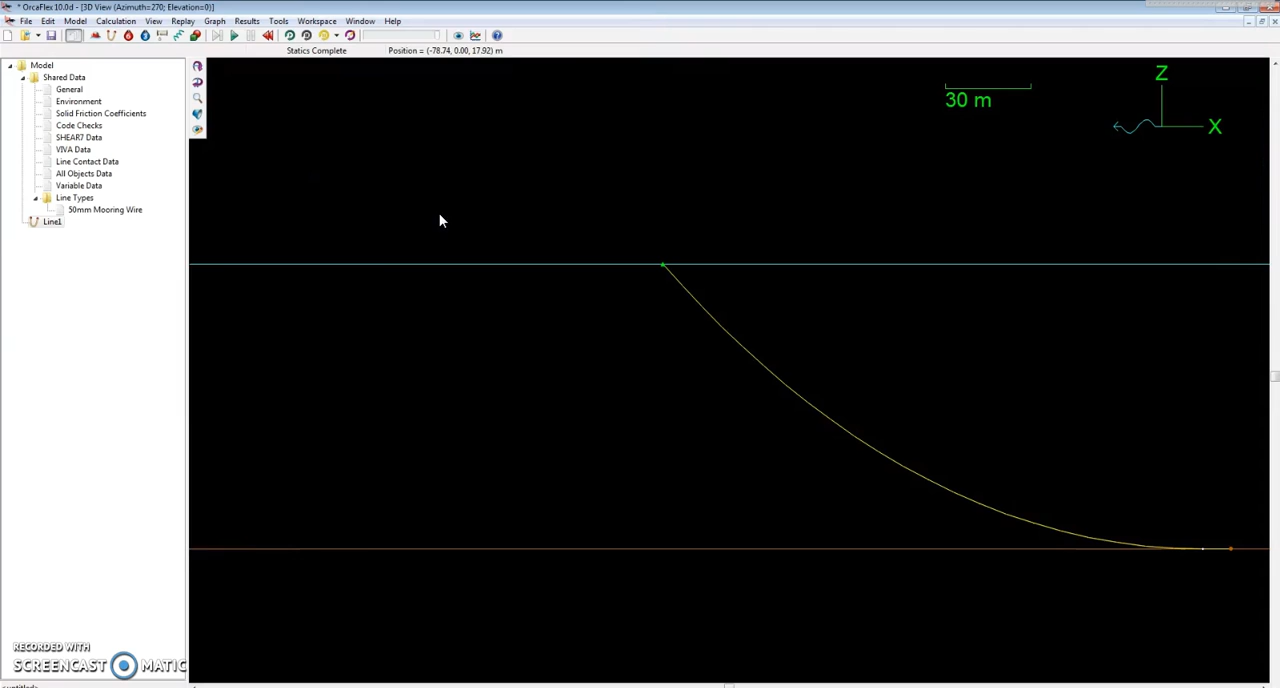 * OrcaFlex 10.0d - [3D View (Azimuth=270; Elevation=0)]
File Edit Model Calculation View Replay Graph Results Tools Workspace Window Help
Statics Complete Position = (-78.74, 0.00, 17.92) m
Model
Shared Data
General
Environment
Solid Friction Coefficients
Code Checks
SHEAR7 Data
VIVA Data
Line Contact Data
All Objects Data
Variable Data
Line Types
50mm Mooring Wire
Line1
30 m
Z
X
RECORDED WITH
SCREENCAST MATIC
<untitled>